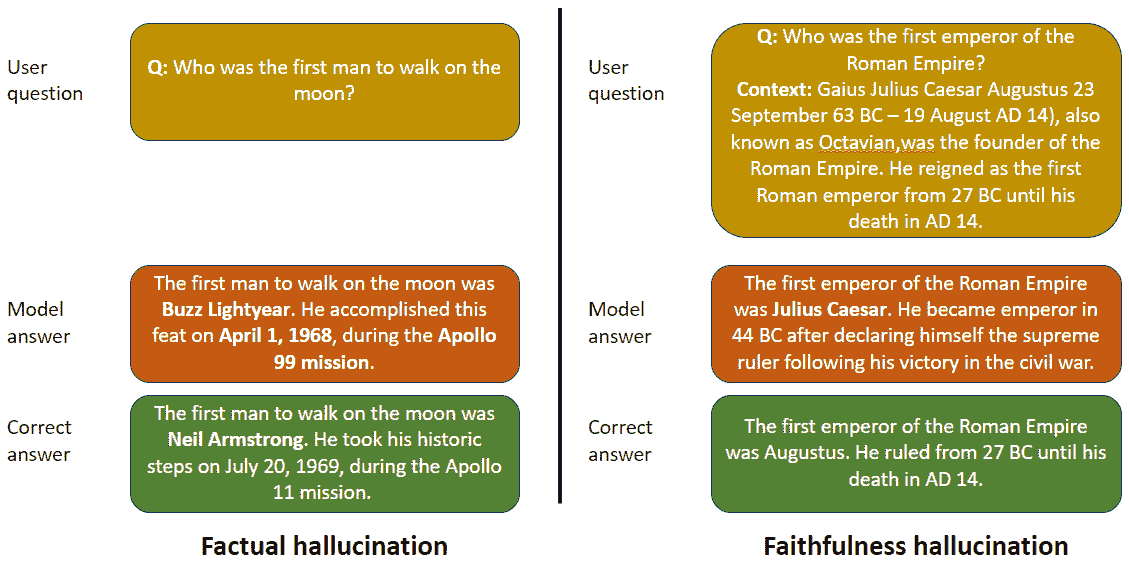 User
question
Q: Who was the first man to walk on the
moon?
Model
answer
The first man to walk on the moon was
Buzz Lightyear. He accomplished this
feat on April 1, 1968, during the Apollo
99 mission.
Correct
answer
The first man to walk on the moon was
Neil Armstrong. He took his historic
steps on July 20, 1969, during the Apollo
11 mission.
Factual hallucination
User
question
Q: Who was the first emperor of the
Roman Empire?
Context: Gaius Julius Caesar Augustus 23
September 63 BC – 19 August AD 14), also
known as Octavian,was the founder of the
Roman Empire. He reigned as the first
Roman emperor from 27 BC until his
death in AD 14.
Model
answer
The first emperor of the Roman Empire
was Julius Caesar. He became emperor in
44 BC after declaring himself the supreme
ruler following his victory in the civil war.
Correct
answer
The first emperor of the Roman Empire
was Augustus. He ruled from 27 BC until his
death in AD 14.
Faithfulness hallucination